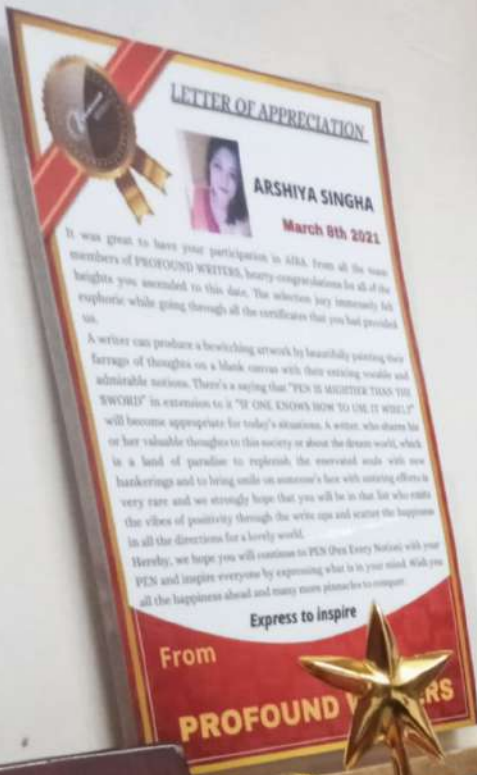 LETTER OF APPRECIATION
ARSHIYA SINGHA
March 8th 2021
It was great to have your participation in AIBA. From all the team
members of PROFOUND WRITERS, hearty congratulations for all of the
heights you ascended to this date. The selection jury immensely felt
euphoric while going through all the certificates that you had provided
us.
A writer can produce a bewitching artwork by beautifully painting their
farrago of thoughts on a blank canvas with their enticing notable and
admirable notions. There's a saying that "PEN IS MIGHTIER THAN THE
SWORD" in extension to it "IF ONE KNOWS HOW TO USE IT WISELY"
will become appropriate for today's situations. A writer, who shares his
or her valuable thoughts to this society or about the dream world, which
is a land of paradise to replenish the enervated souls with new
hankerings and to bring smile on someone's face with untiring efforts is
very rare and we strongly hope that you will be in that list who emits
the vibes of positivity through the write ups and scatter the happiness
in all the directions for a lovely world.
Hereby, we hope you will continue to PEN (Pen Every Notion) with your
PEN and inspire everyone by expressing what is in your mind. Wish you
all the happiness ahead and many more pinnacles to conquer.
Express to inspire
From
PROFOUND W RS